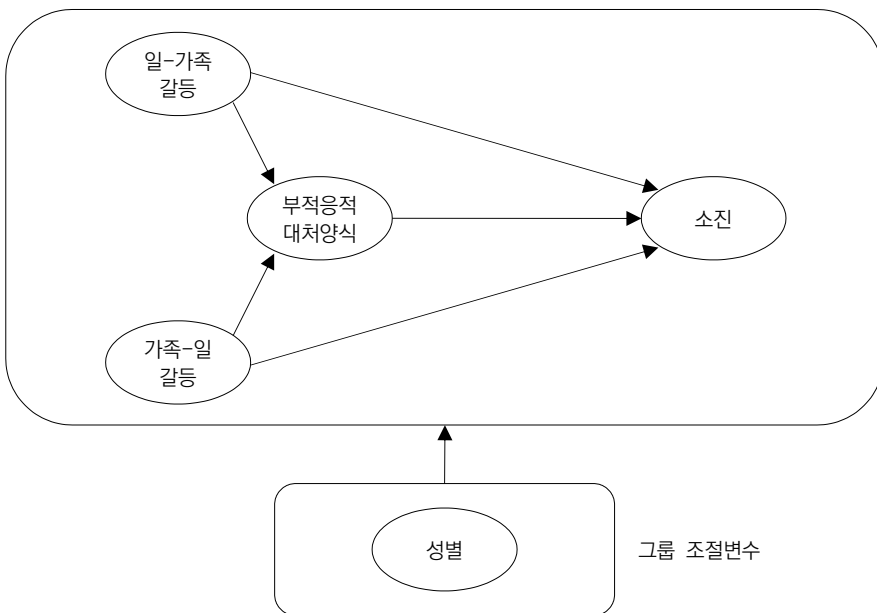 일-가족
갈등
부적응적
대처양식
소진
가족-일
갈등
성별
그룹 조절변수